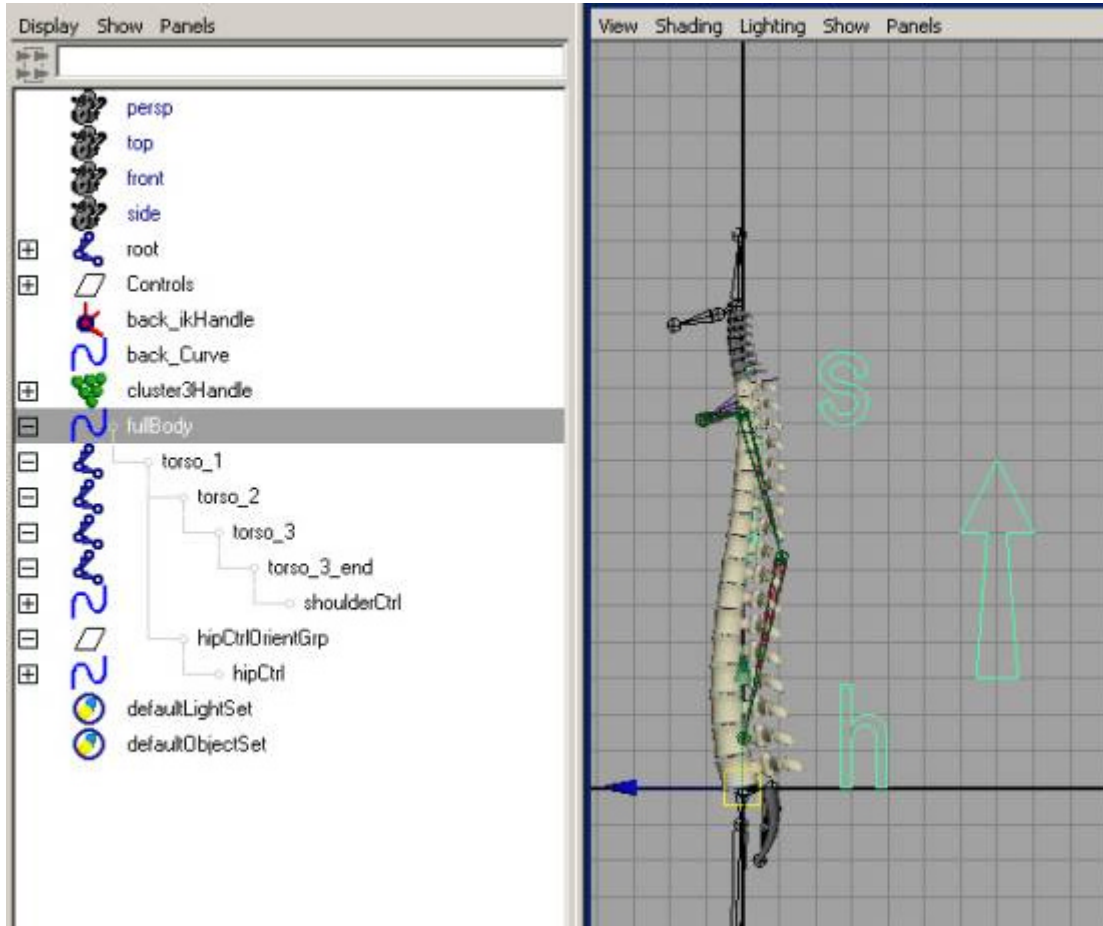 Display Show Panels
persp
top
front
side
root
Controls
back_ikHandle
back_Curve
cluster3Handle
fullBody
torso_1
torso_2
torso_3
torso_3_end
shoulderCtrl
hipCtrlOrientGrp
hipCtrl
defaultLightSet
defaultObjectSet
View Shading Lighting Show Panels
S
h